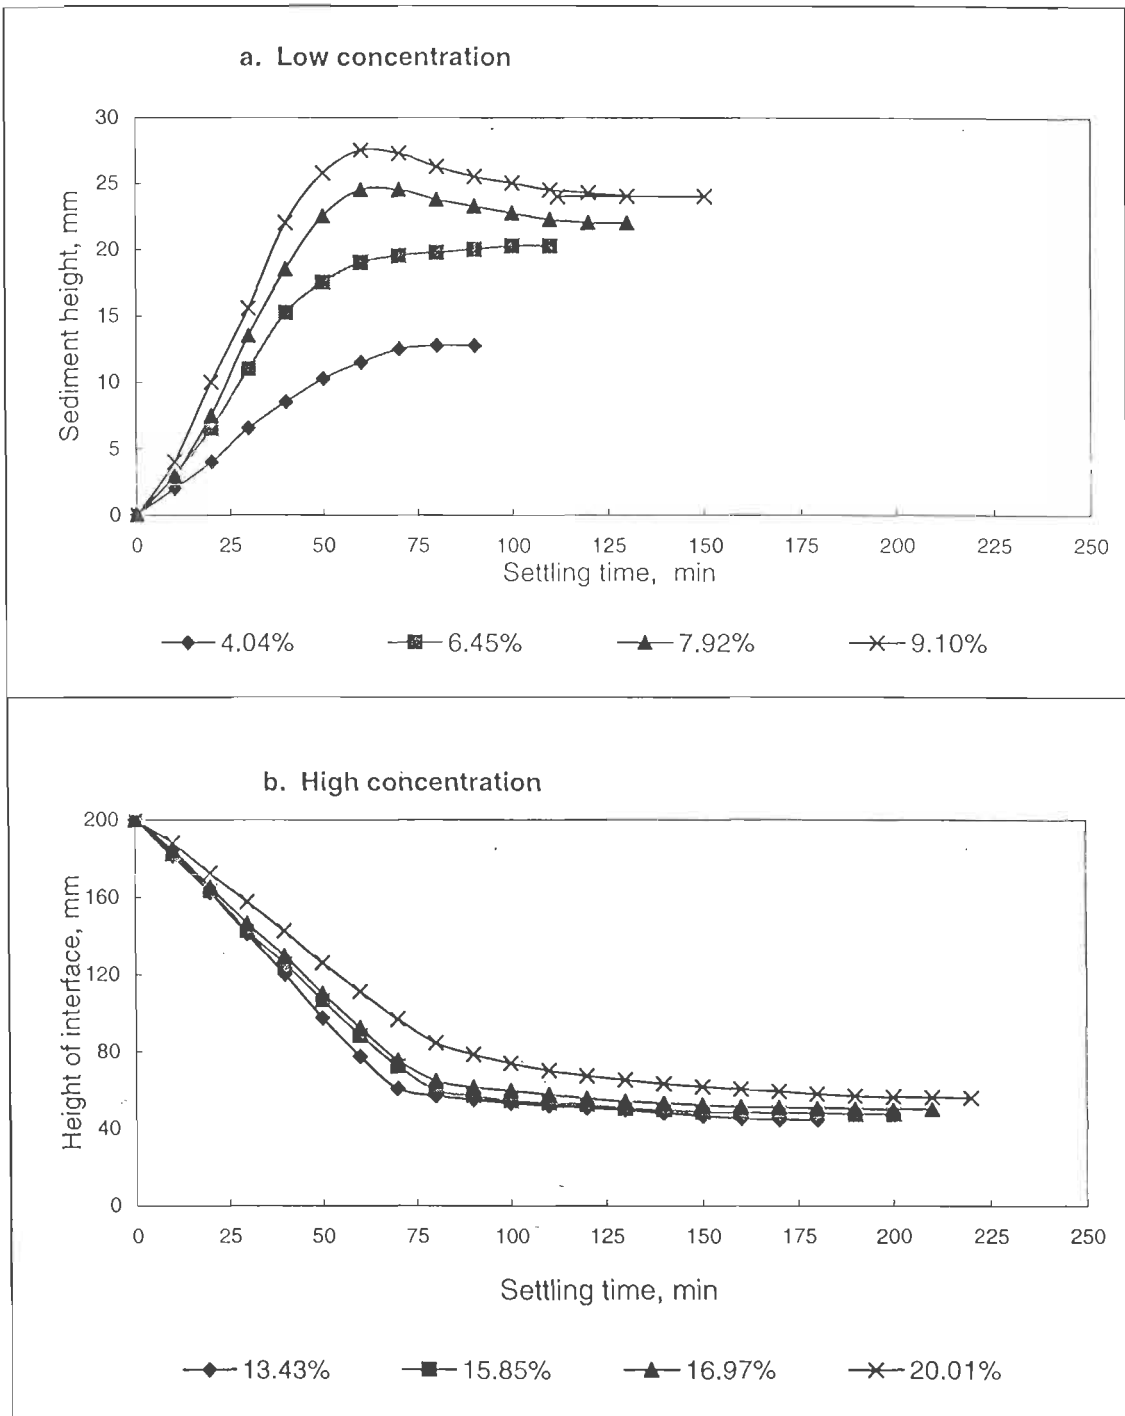 a. Low concentration
30
25
20
15
10
5
0
Sediment height, mm
0 25 50 75 100 125 150 175 200 225 250
Settling time, min
4.04% 6.45% 7.92% 9.10%
b. High concentration
200
160
120
80
40
0
Height of interface, mm
0 25 50 75 100 125 150 175 200 225 250
Settling time, min
13.43% 15.85% 16.97% 20.01%